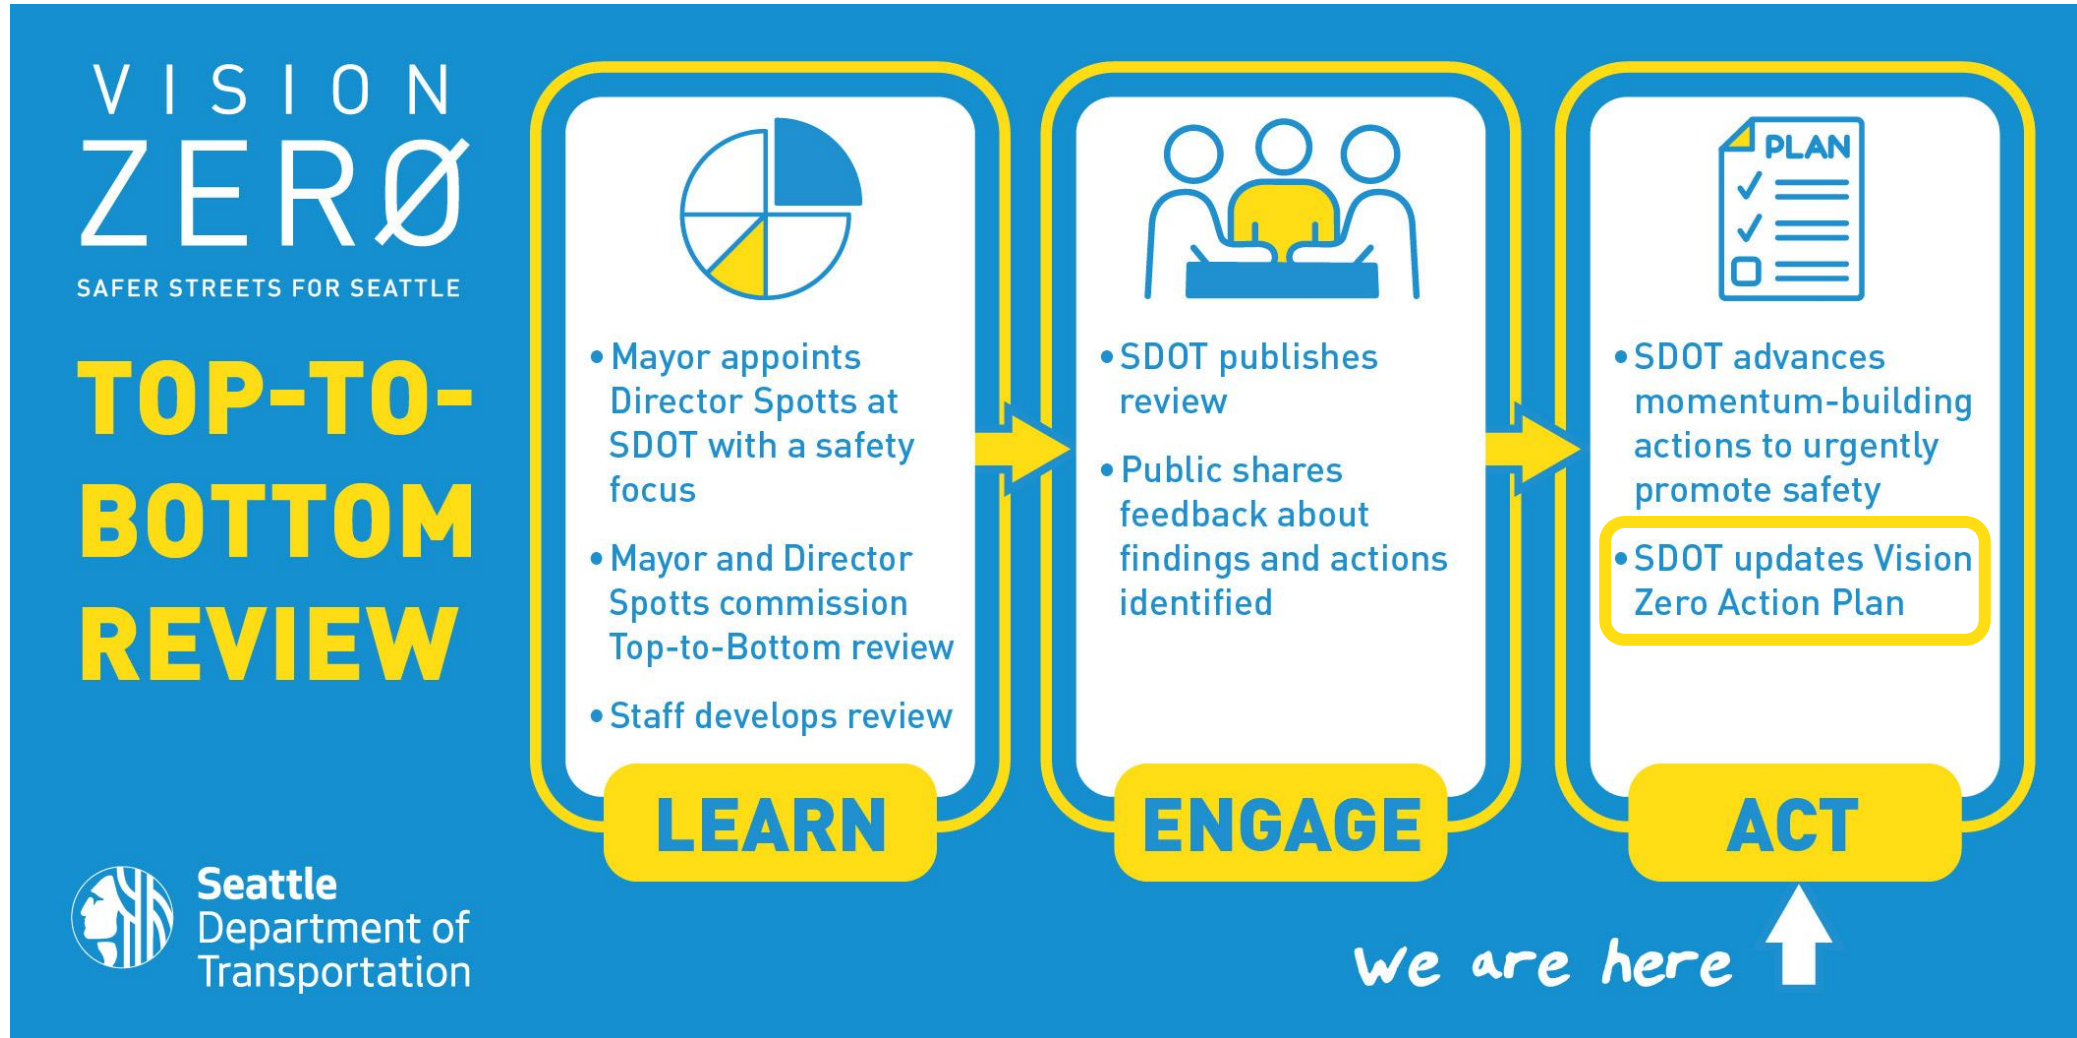 VISION
ZERØ
SAFER STREETS FOR SEATTLE
TOP-TO-
BOTTOM
REVIEW
Seattle
Department of
Transportation
• Mayor appoints
Director Spotts at
SDOT with a safety
focus
• Mayor and Director
Spotts commission
Top-to-Bottom review
• Staff develops review
LEARN
• SDOT publishes
review
• Public shares
feedback about
findings and actions
identified
ENGAGE
PLAN
• SDOT advances
momentum-building
actions to urgently
promote safety
• SDOT updates Vision
Zero Action Plan
ACT
we are here